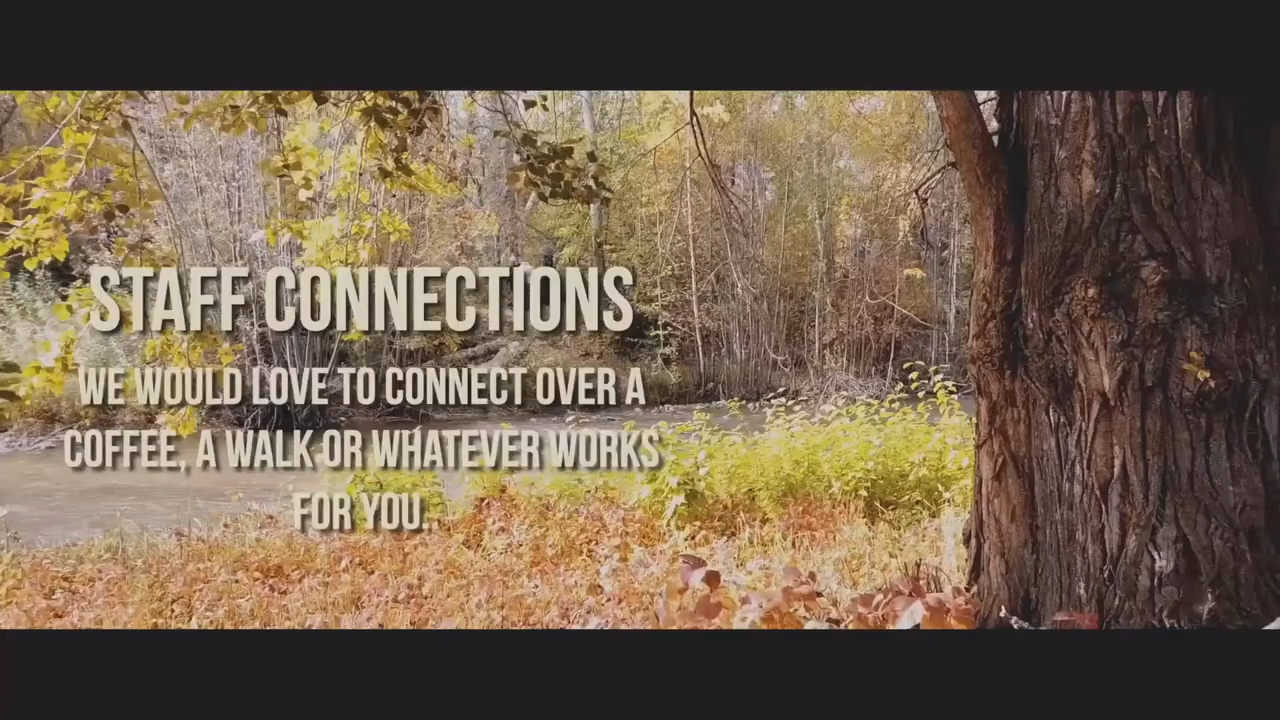 STAFF CONNECTIONS
WE WOULD LOVE TO CONNECT OVER A
COFFEE, A WALK OR WHATEVER WORKS
FOR YOU.